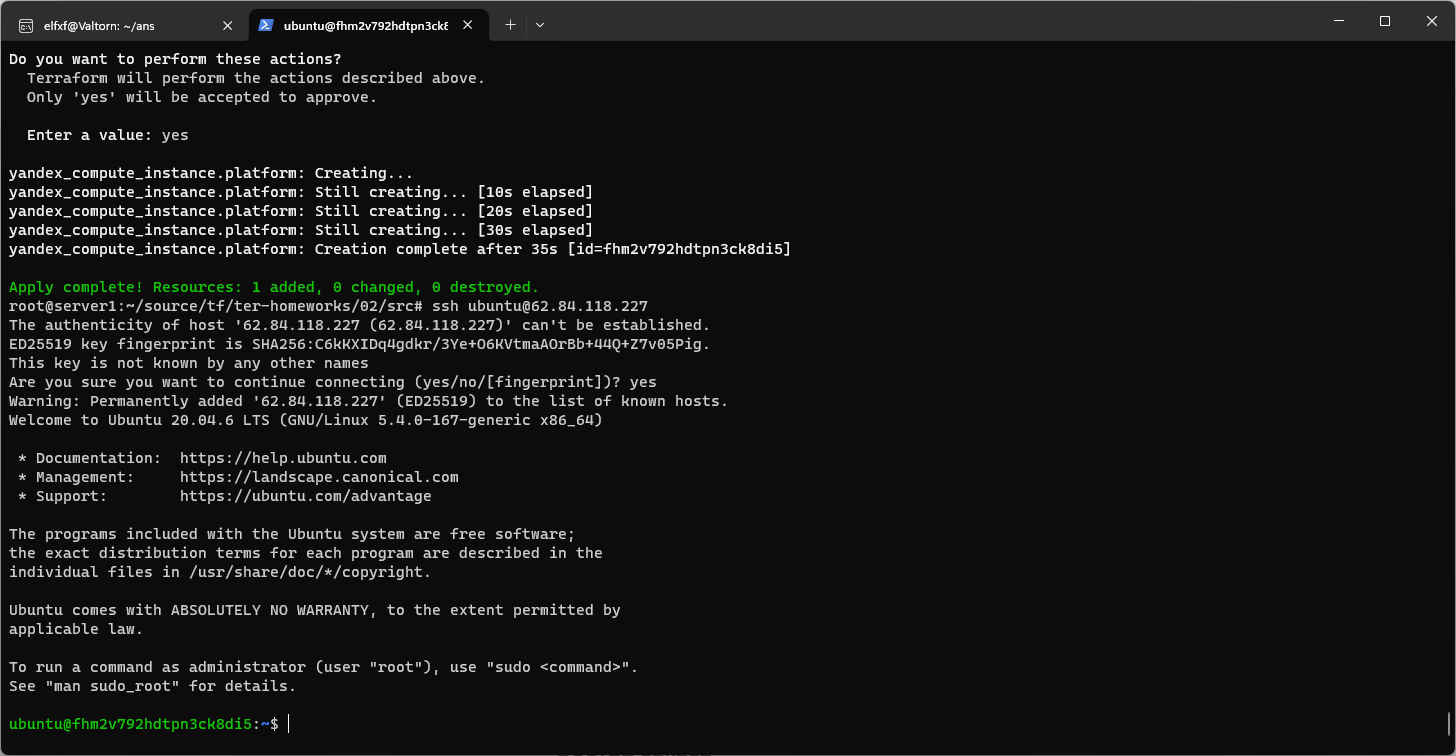 elfxf@Valtorn: ~/ans
ubuntu@fhm2v792hdtpn3ck8
Do you want to perform these actions?
  Terraform will perform the actions described above.
  Only 'yes' will be accepted to approve.

  Enter a value: yes

yandex_compute_instance.platform: Creating...
yandex_compute_instance.platform: Still creating... [10s elapsed]
yandex_compute_instance.platform: Still creating... [20s elapsed]
yandex_compute_instance.platform: Still creating... [30s elapsed]
yandex_compute_instance.platform: Creation complete after 35s [id=fhm2v792hdtpn3ck8di5]

Apply complete! Resources: 1 added, 0 changed, 0 destroyed.
root@server1:~/source/tf/ter-homeworks/02/src# ssh ubuntu@62.84.118.227
The authenticity of host '62.84.118.227 (62.84.118.227)' can't be established.
ED25519 key fingerprint is SHA256:C6kKXIDq4gdkr/3Ye+O6KVtmaAOrBb+44Q+Z7v05Pig.
This key is not known by any other names
Are you sure you want to continue connecting (yes/no/[fingerprint])? yes
Warning: Permanently added '62.84.118.227' (ED25519) to the list of known hosts.
Welcome to Ubuntu 20.04.6 LTS (GNU/Linux 5.4.0-167-generic x86_64)

 * Documentation:  https://help.ubuntu.com
 * Management:     https://landscape.canonical.com
 * Support:        https://ubuntu.com/advantage

The programs included with the Ubuntu system are free software;
the exact distribution terms for each program are described in the
individual files in /usr/share/doc/*/copyright.

Ubuntu comes with ABSOLUTELY NO WARRANTY, to the extent permitted by
applicable law.

To run a command as administrator (user "root"), use "sudo <command>".
See "man sudo_root" for details.

ubuntu@fhm2v792hdtpn3ck8di5:~$